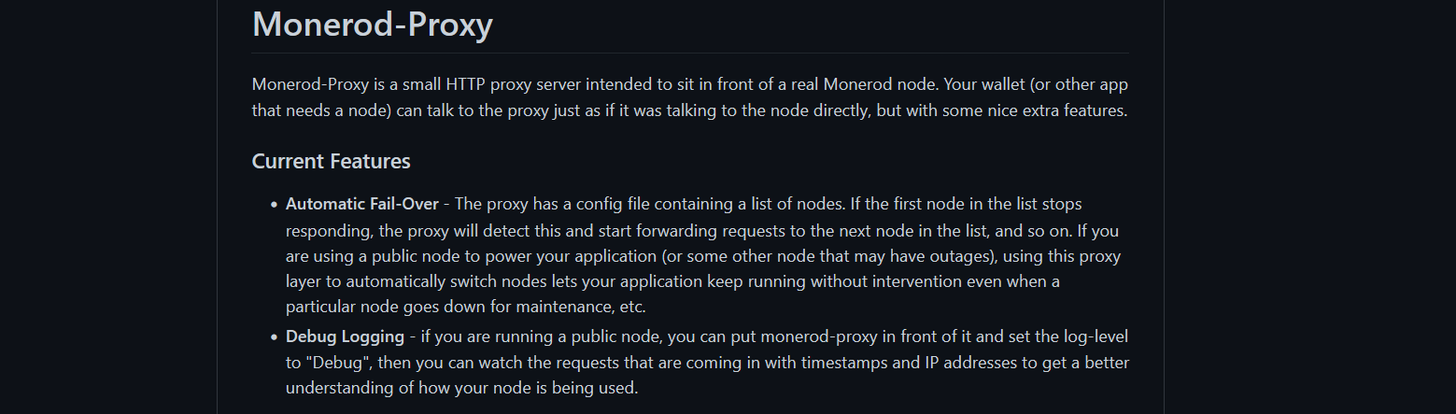 Monerod-Proxy
Monerod-Proxy is a small HTTP proxy server intended to sit in front of a real Monerod node. Your wallet (or other app
that needs a node) can talk to the proxy just as if it was talking to the node directly, but with some nice extra features.
Current Features
• Automatic Fail-Over - The proxy has a config file containing a list of nodes. If the first node in the list stops
responding, the proxy will detect this and start forwarding requests to the next node in the list, and so on. If you
are using a public node to power your application (or some other node that may have outages), using this proxy
layer to automatically switch nodes lets your application keep running without intervention even when a
particular node goes down for maintenance, etc.
• Debug Logging - if you are running a public node, you can put monerod-proxy in front of it and set the log-level
to "Debug", then you can watch the requests that are coming in with timestamps and IP addresses to get a better
understanding of how your node is being used.